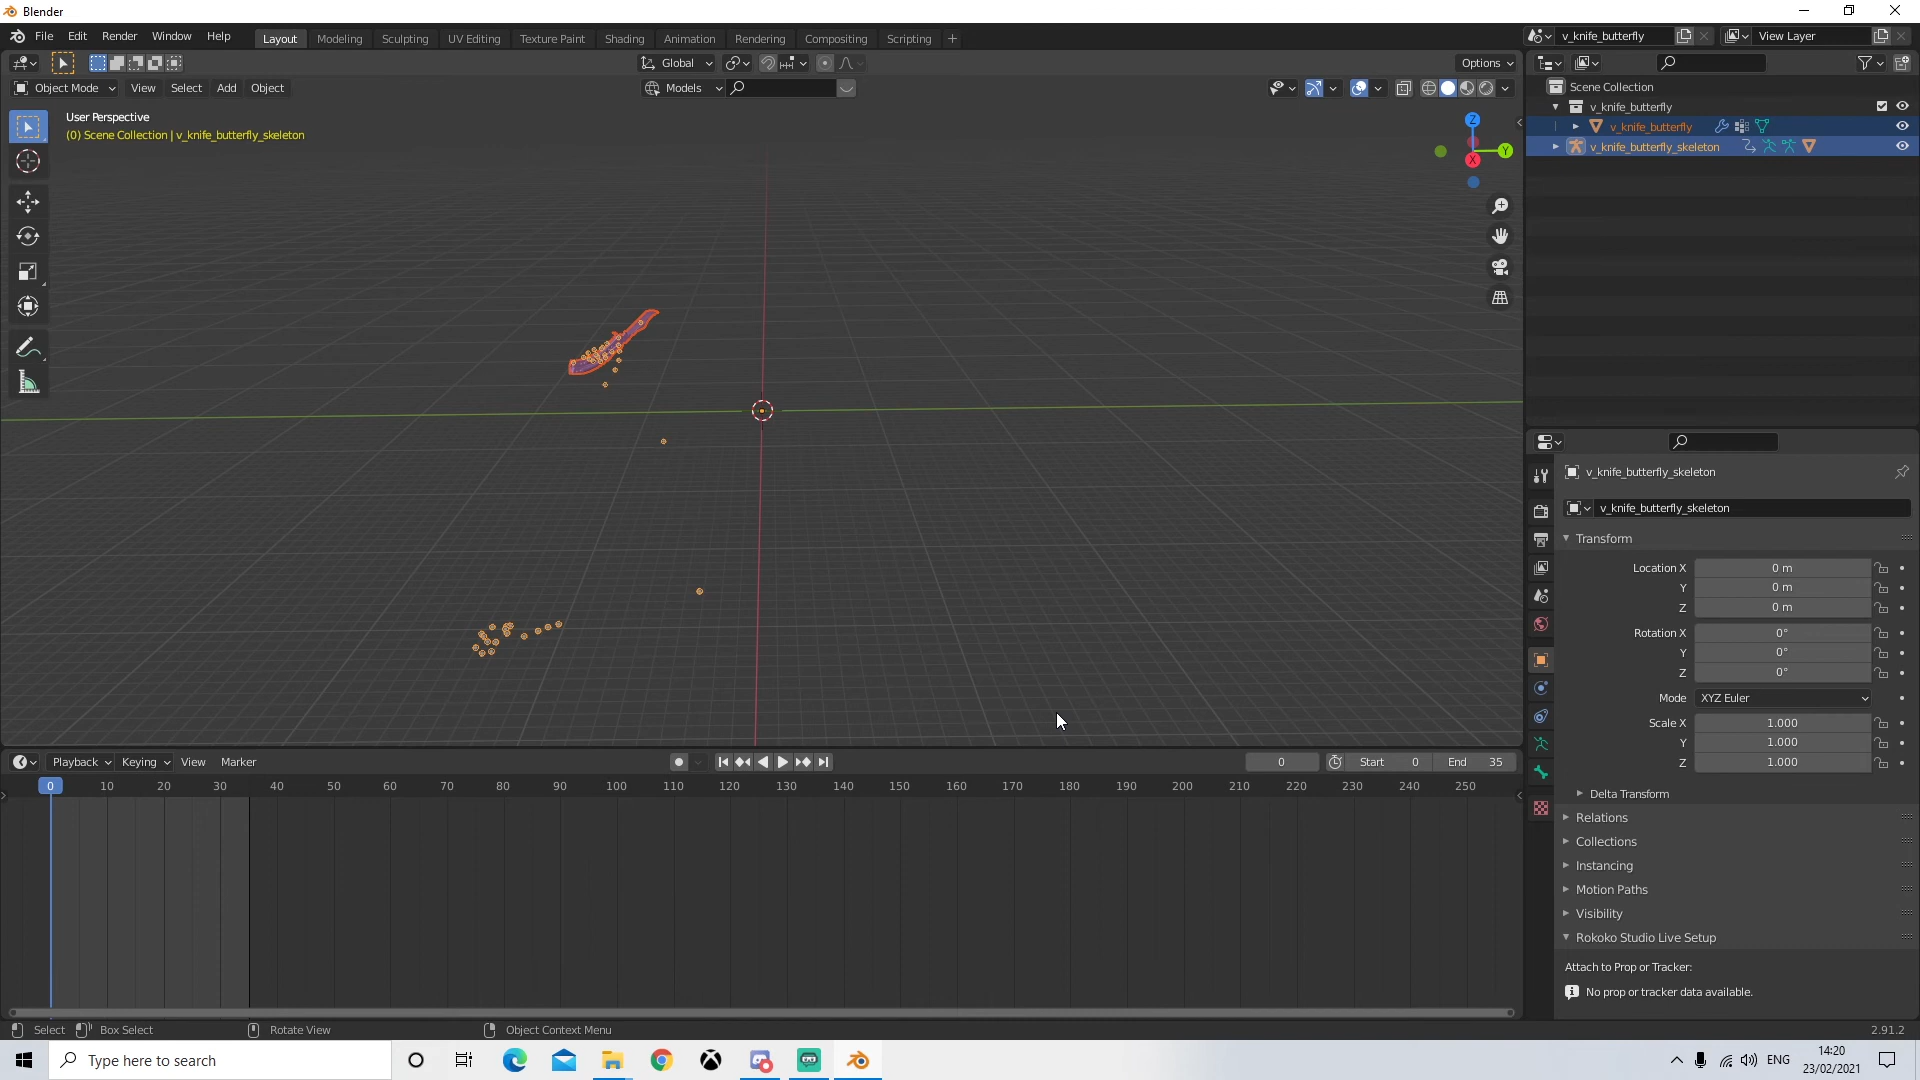 Blender
File Edit Render Window Help
Layout Modeling Sculpting UV Editing Texture Paint Shading Animation Rendering Compositing Scripting
v_knife_butterfly View Layer
Global Options
Object Mode View Select Add Object Models
User Perspective
(0) Scene Collection | v_knife_butterfly_skeleton
Z
Y
X
Scene Collection
v_knife_butterfly
v_knife_butterfly
v_knife_butterfly_skeleton
v_knife_butterfly_skeleton
v_knife_butterfly_skeleton
Transform
Location X 0 m
Y 0 m
Z 0 m
Rotation X 0°
Y 0°
Z 0°
Mode XYZ Euler
Scale X 1.000
Y 1.000
Z 1.000
Delta Transform
Relations
Collections
Instancing
Motion Paths
Visibility
Rokoko Studio Live Setup
Attach to Prop or Tracker:
No prop or tracker data available.
Playback Keying View Marker 0 Start 0 End 35
0 10 20 30 40 50 60 70 80 90 100 110 120 130 140 150 160 170 180 190 200 210 220 230 240 250
Select Box Select Rotate View Object Context Menu 2.91.2
Type here to search
ENG
14:20
23/02/2021